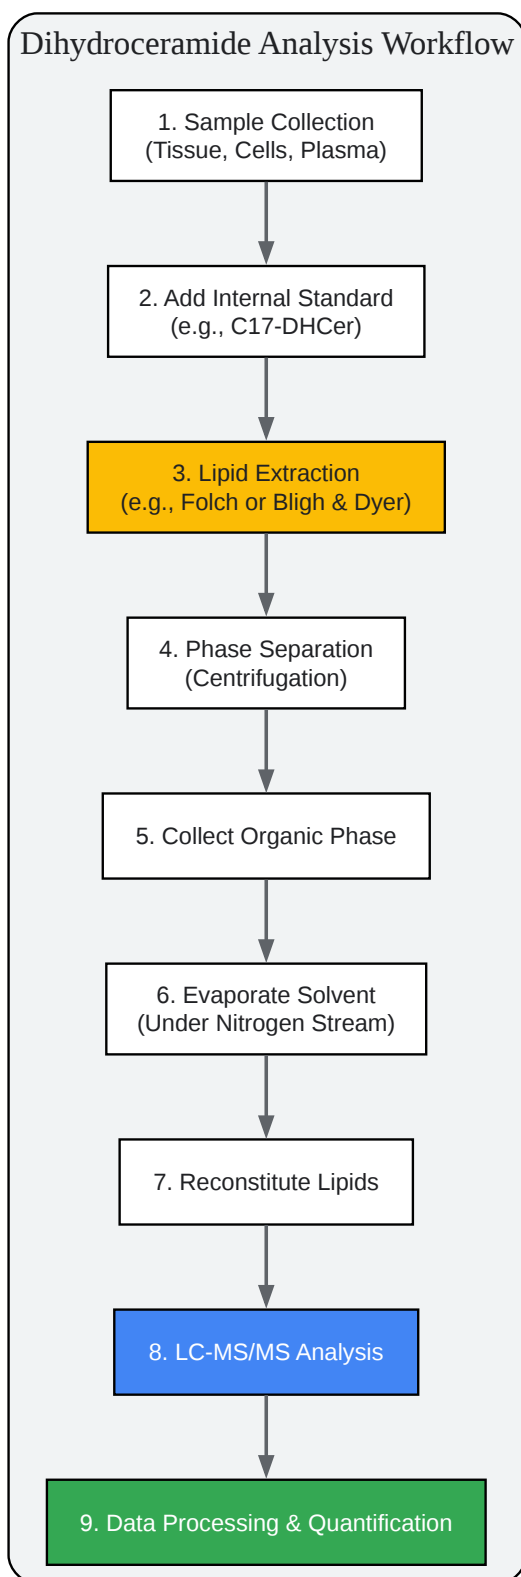 Dihydroceramide Analysis Workflow
1. Sample Collection
(Tissue, Cells, Plasma)
2. Add Internal Standard
(e.g., C17-DHCer)
3. Lipid Extraction
(e.g., Folch or Bligh & Dyer)
4. Phase Separation
(Centrifugation)
5. Collect Organic Phase
6. Evaporate Solvent
(Under Nitrogen Stream)
7. Reconstitute Lipids
8. LC-MS/MS Analysis
9. Data Processing & Quantification